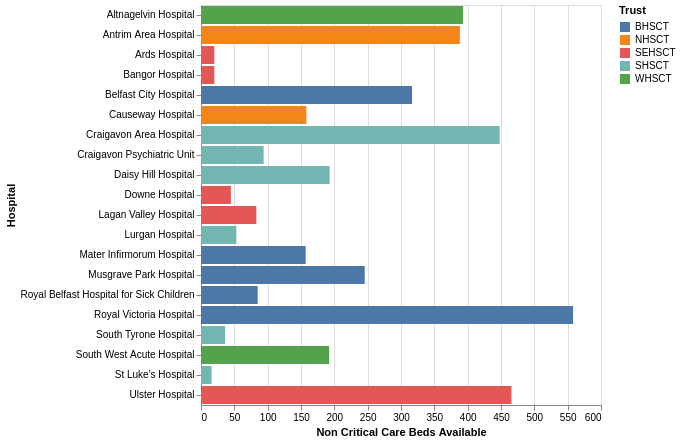 Altnagelvin Hospital
Antrim Area Hospital
Ards Hospital
Bangor Hospital
Belfast City Hospital
Causeway Hospital
Craigavon Area Hospital
Craigavon Psychiatric Unit
Daisy Hill Hospital
Downe Hospital
Lagan Valley Hospital
Lurgan Hospital
Mater Infirmorum Hospital
Musgrave Park Hospital
Royal Belfast Hospital for Sick Children
Royal Victoria Hospital
South Tyrone Hospital
South West Acute Hospital
St Luke's Hospital
Ulster Hospital
Hospital
0 50 100 150 200 250 300 350 400 450 500 550 600
Non Critical Care Beds Available
Trust
BHSCT
NHSCT
SEHSCT
SHSCT
WHSCT